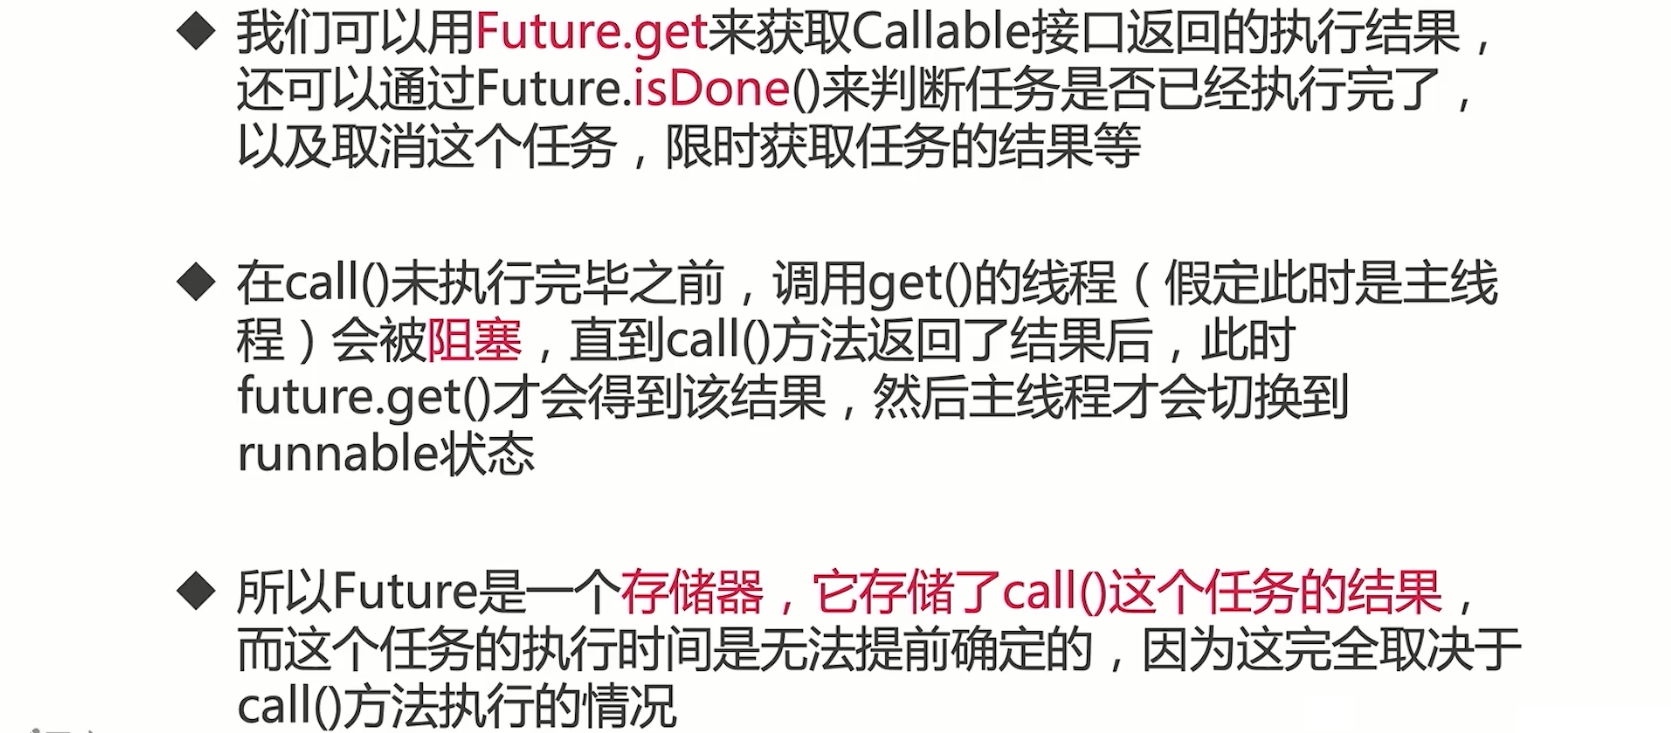 ◆ 我们可以用Future.get来获取Callable接口返回的执行结果，
还可以通过Future.isDone()来判断任务是否已经执行完了，
以及取消这个任务，限时获取任务的结果等
◆ 在call()未执行完毕之前，调用get()的线程（假定此时是主线
程）会被阻塞，直到call()方法返回了结果后，此时
future.get()才会得到该结果，然后主线程才会切换到
runnable状态
◆ 所以Future是一个存储器，它存储了call()这个任务的结果，
而这个任务的执行时间是无法提前确定的，因为这完全取决于
call()方法执行的情况